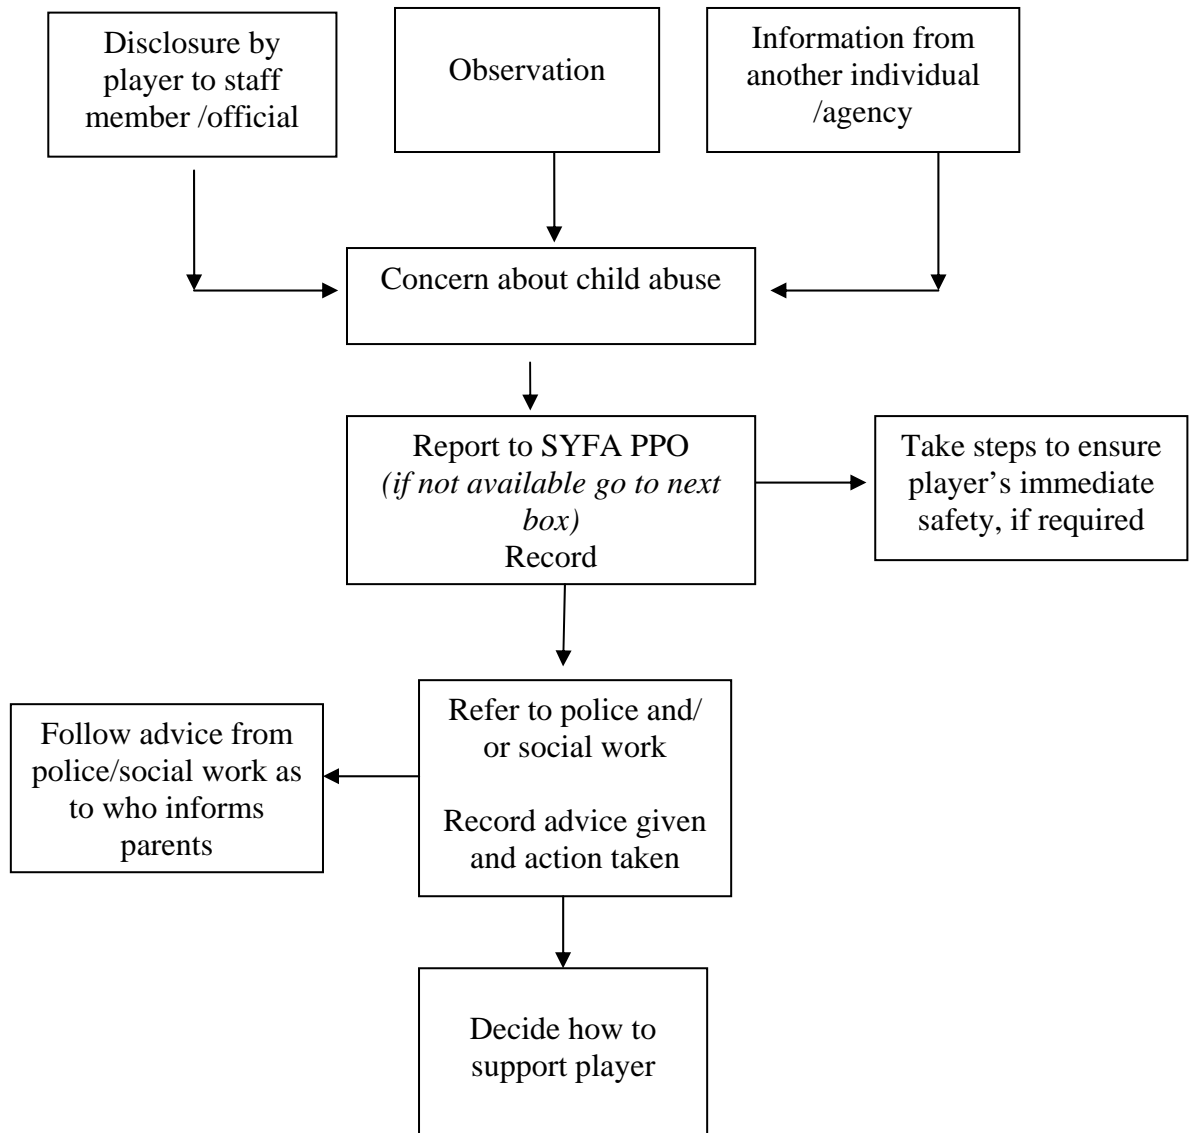 Disclosure by
player to staff
member /official
Observation
Information from
another individual
/agency
Concern about child abuse
Report to SYFA PPO
(if not available go to next
box)
Record
Take steps to ensure
player’s immediate
safety, if required
Refer to police and/
or social work
Record advice given
and action taken
Follow advice from
police/social work as
to who informs
parents
Decide how to
support player